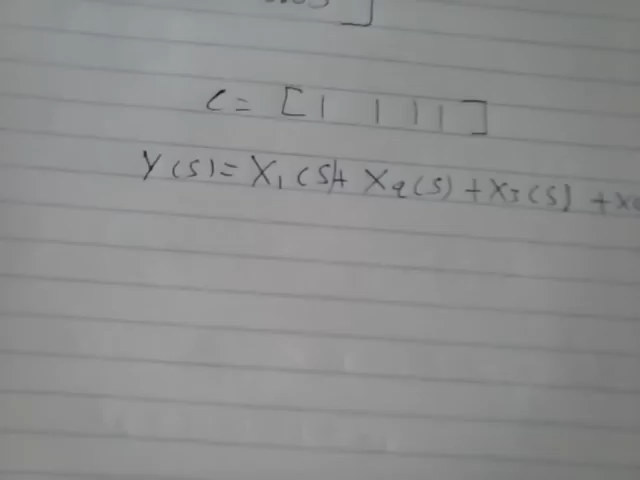 C = [ 1 1 1 1 ]
Y(s) = X₁(s) + X₂(s) + X₃(s) + X